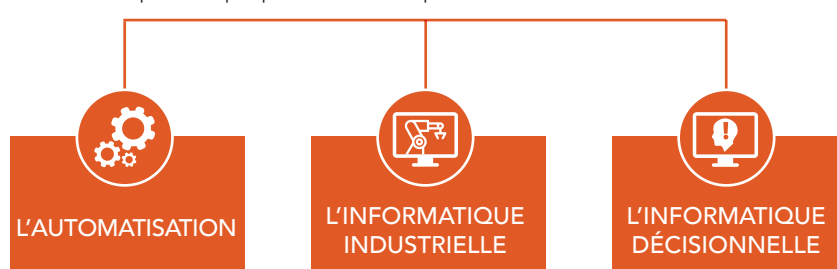 L'AUTOMATISATION
L'INFORMATIQUE
INDUSTRIELLE
L'INFORMATIQUE
DÉCISIONNELLE